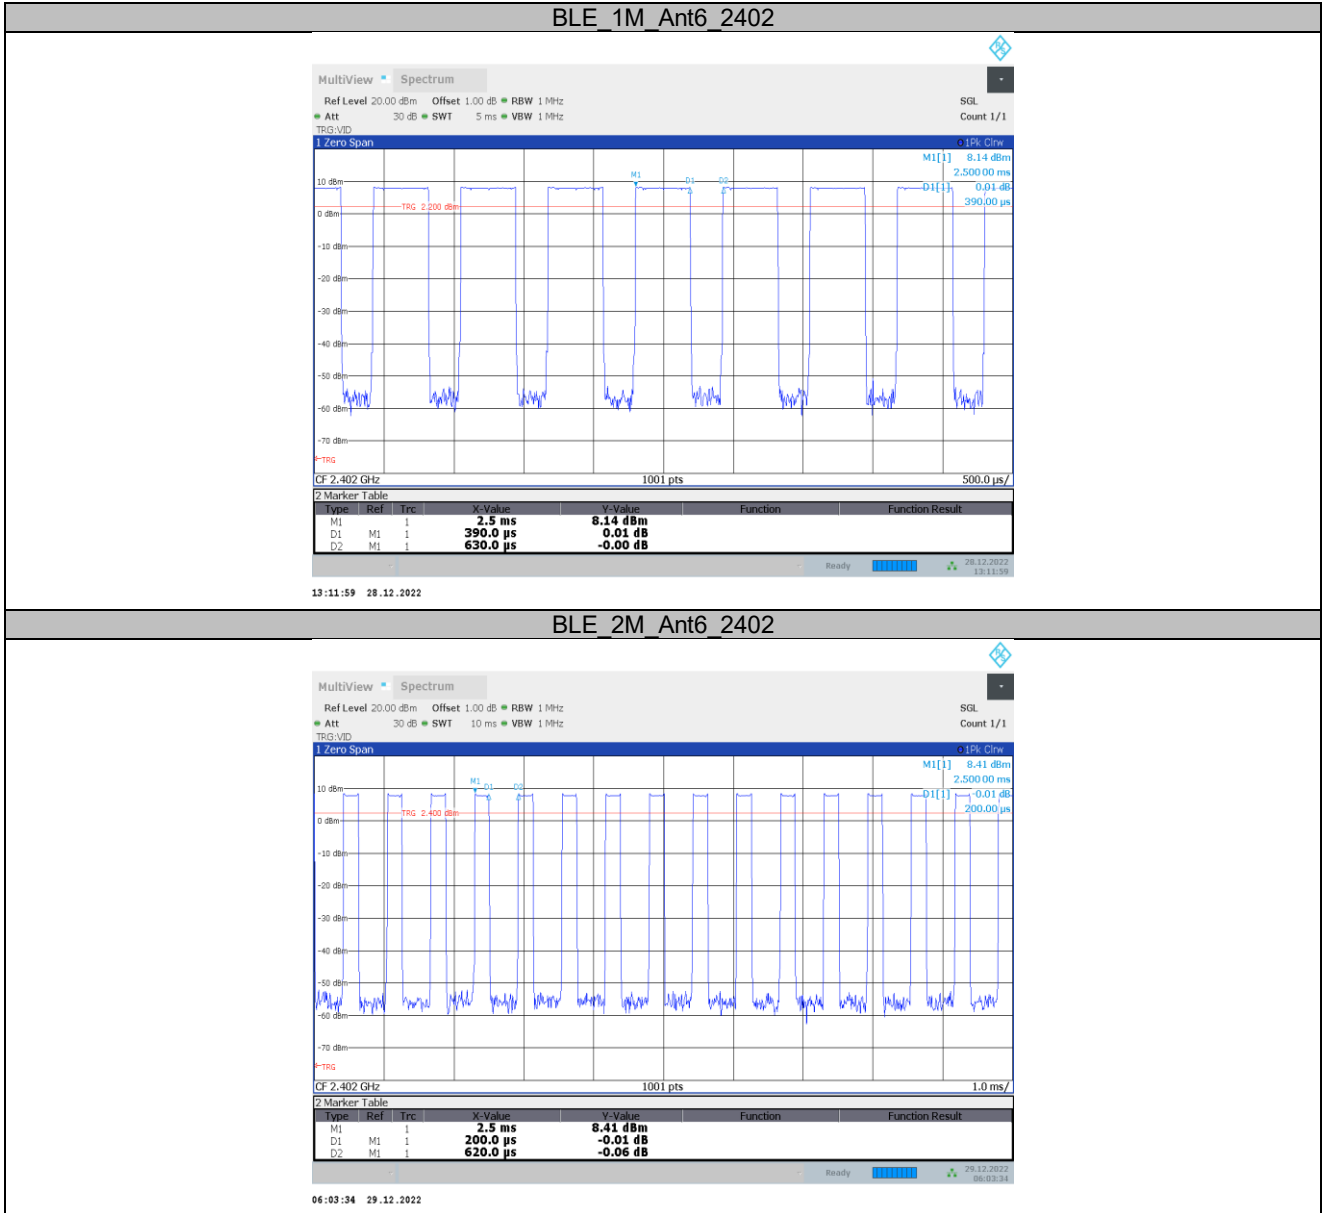 BLE_1M_Ant6_2402
MultiView Spectrum
Ref Level 20.00 dBm Offset 1.00 dB RBW 1 MHz SGL
Att 30 dB SWT 5 ms VBW 1 MHz Count 1/1
TRG:VID
1 Zero Span 1Pk Clrw
M1[1] 8.14 dBm
2.500 00 ms
D1[1] 0.01 dB
390.00 µs
M1 D1 D2
10 dBm
TRG 2.200 dBm
0 dBm
-10 dBm
-20 dBm
-30 dBm
-40 dBm
-50 dBm
-60 dBm
-70 dBm
TRG
CF 2.402 GHz 1001 pts 500.0 µs/
2 Marker Table
Type Ref Trc X-Value Y-Value Function Function Result
M1 1 2.5 ms 8.14 dBm
D1 M1 1 390.0 µs 0.01 dB
D2 M1 1 630.0 µs -0.00 dB
Ready 28.12.2022
13:11:59
13:11:59 28.12.2022
BLE_2M_Ant6_2402
MultiView Spectrum
Ref Level 20.00 dBm Offset 1.00 dB RBW 1 MHz SGL
Att 30 dB SWT 10 ms VBW 1 MHz Count 1/1
TRG:VID
1 Zero Span 1Pk Clrw
M1[1] 8.41 dBm
2.500 00 ms
D1[1] -0.01 dB
200.00 µs
M1 D1 D2
10 dBm
TRG 2.400 dBm
0 dBm
-10 dBm
-20 dBm
-30 dBm
-40 dBm
-50 dBm
-60 dBm
-70 dBm
TRG
CF 2.402 GHz 1001 pts 1.0 ms/
2 Marker Table
Type Ref Trc X-Value Y-Value Function Function Result
M1 1 2.5 ms 8.41 dBm
D1 M1 1 200.0 µs -0.01 dB
D2 M1 1 620.0 µs -0.06 dB
Ready 29.12.2022
06:03:34
06:03:34 29.12.2022